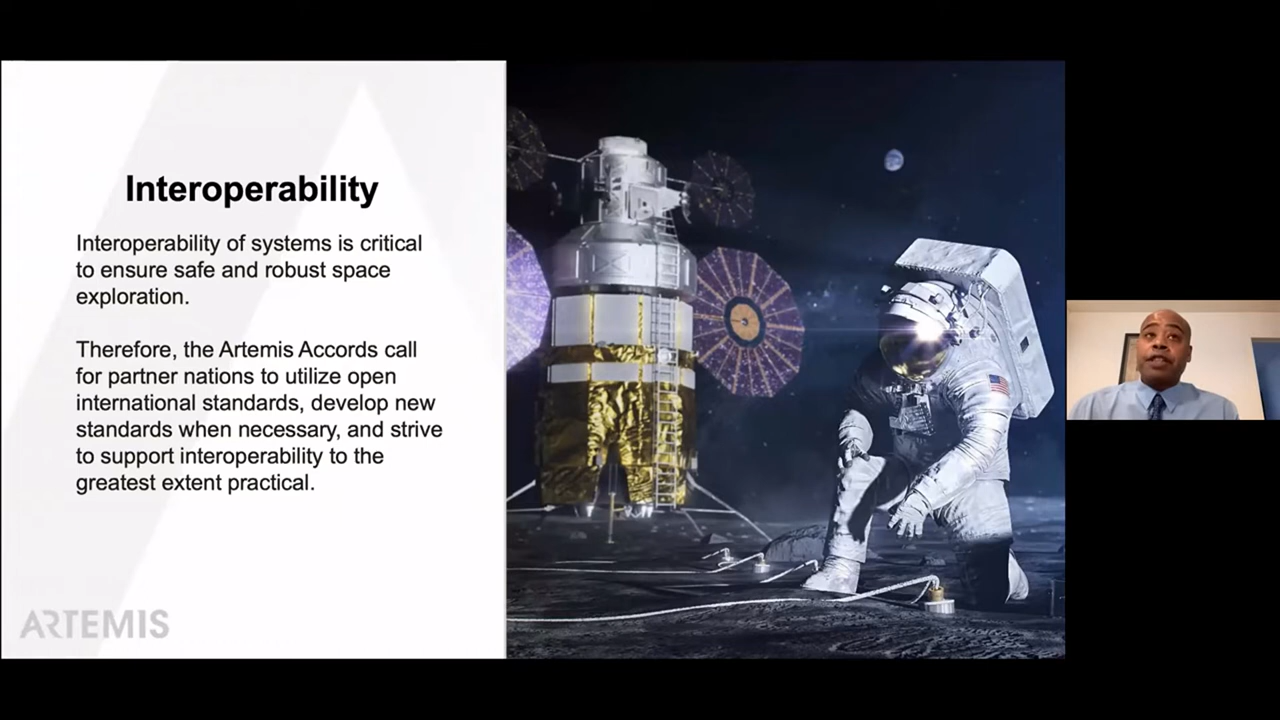 Interoperability
Interoperability of systems is critical
to ensure safe and robust space
exploration.
Therefore, the Artemis Accords call
for partner nations to utilize open
international standards, develop new
standards when necessary, and strive
to support interoperability to the
greatest extent practical.
ARTEMIS